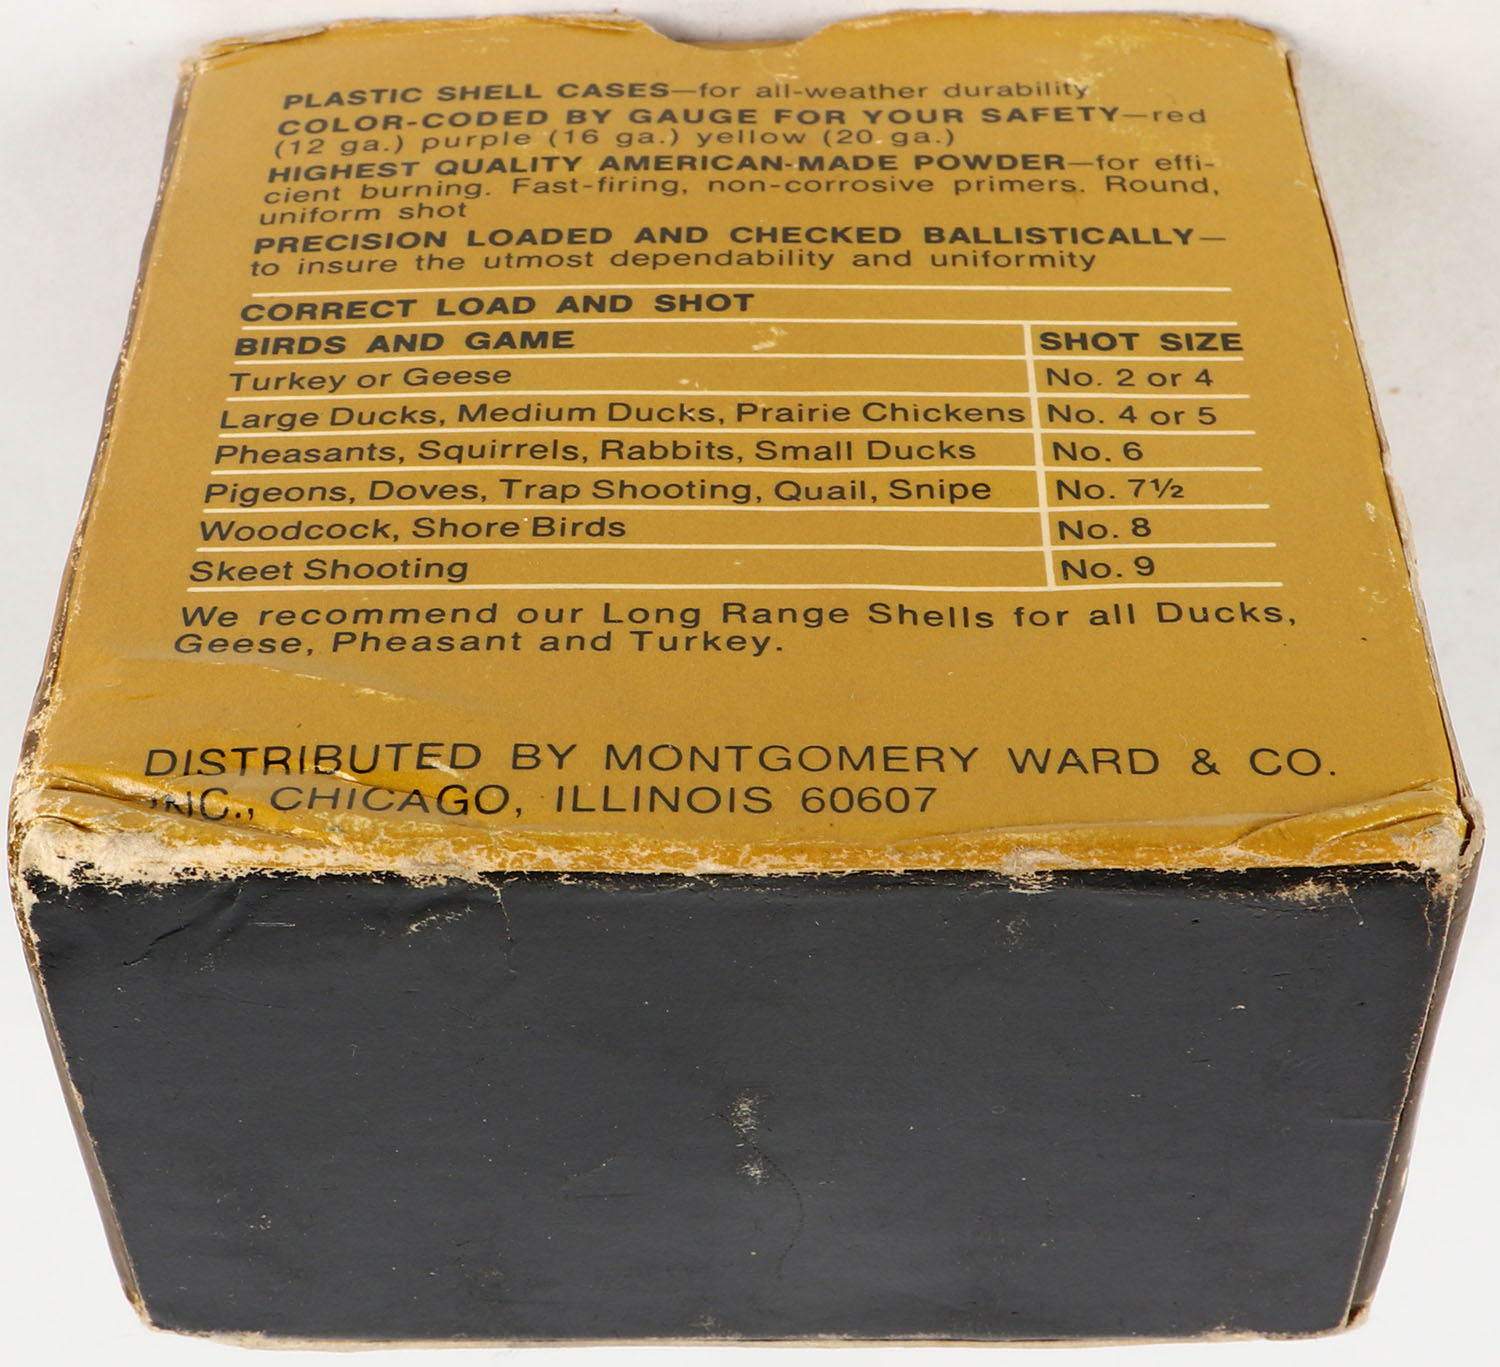 PLASTIC SHELL CASES—for all-weather durability
COLOR-CODED BY GAUGE FOR YOUR SAFETY—red
(12 ga.) purple (16 ga.) yellow (20 ga.)
HIGHEST QUALITY AMERICAN-MADE POWDER—for effi-
cient burning. Fast-firing, non-corrosive primers. Round,
uniform shot
PRECISION LOADED AND CHECKED BALLISTICALLY—
to insure the utmost dependability and uniformity
CORRECT LOAD AND SHOT
BIRDS AND GAME SHOT SIZE
Turkey or Geese No. 2 or 4
Large Ducks, Medium Ducks, Prairie Chickens No. 4 or 5
Pheasants, Squirrels, Rabbits, Small Ducks No. 6
Pigeons, Doves, Trap Shooting, Quail, Snipe No. 7½
Woodcock, Shore Birds No. 8
Skeet Shooting No. 9
We recommend our Long Range Shells for all Ducks,
Geese, Pheasant and Turkey.
DISTRIBUTED BY MONTGOMERY WARD & CO.
INC., CHICAGO, ILLINOIS 60607